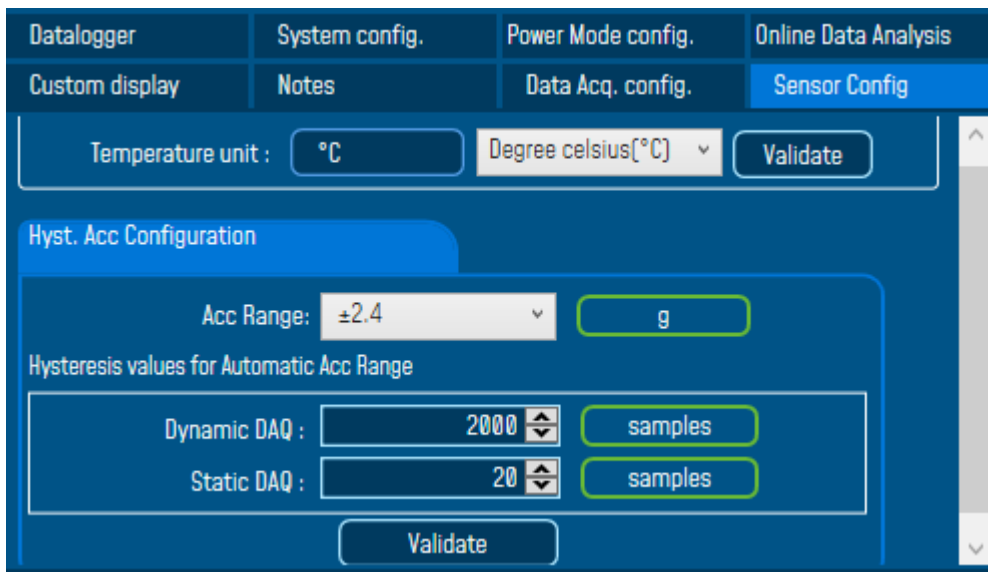 Datalogger System config. Power Mode config. Online Data Analysis
Custom display Notes Data Acq. config. Sensor Config
Temperature unit : °C Degree celsius(°C) Validate
Hyst. Acc Configuration
Acc Range: ±2.4 g
Hysteresis values for Automatic Acc Range
Dynamic DAQ : 2000 samples
Static DAQ : 20 samples
Validate